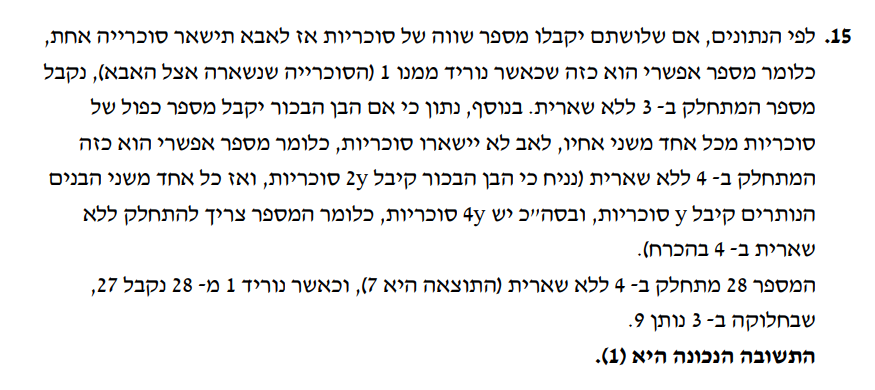 15. לפי הנתונים, אם שלושתם יקבלו מספר שווה של סוכריות אז לאבא תישאר סוכרייה אחת,
כלומר מספר אפשרי הוא כזה שכאשר נוריד ממנו 1 (הסוכרייה שנשארה אצל האבא), נקבל
מספר המתחלק ב- 3 ללא שארית. בנוסף, נתון כי אם הבן הבכור יקבל מספר כפול של
סוכריות מכל אחד משני אחיו, לאב לא יישארו סוכריות, כלומר מספר אפשרי הוא כזה
המתחלק ב- 4 ללא שארית (נניח כי הבן הבכור קיבל 2y סוכריות, ואז כל אחד משני הבנים
הנותרים קיבל y סוכריות, ובסה״כ יש 4y סוכריות, כלומר המספר צריך להתחלק ללא
שארית ב- 4 בהכרח).
המספר 28 מתחלק ב- 4 ללא שארית (התוצאה היא 7), וכאשר נוריד 1 מ- 28 נקבל 27,
שבחלוקה ב- 3 נותן 9.
התשובה הנכונה היא (1).